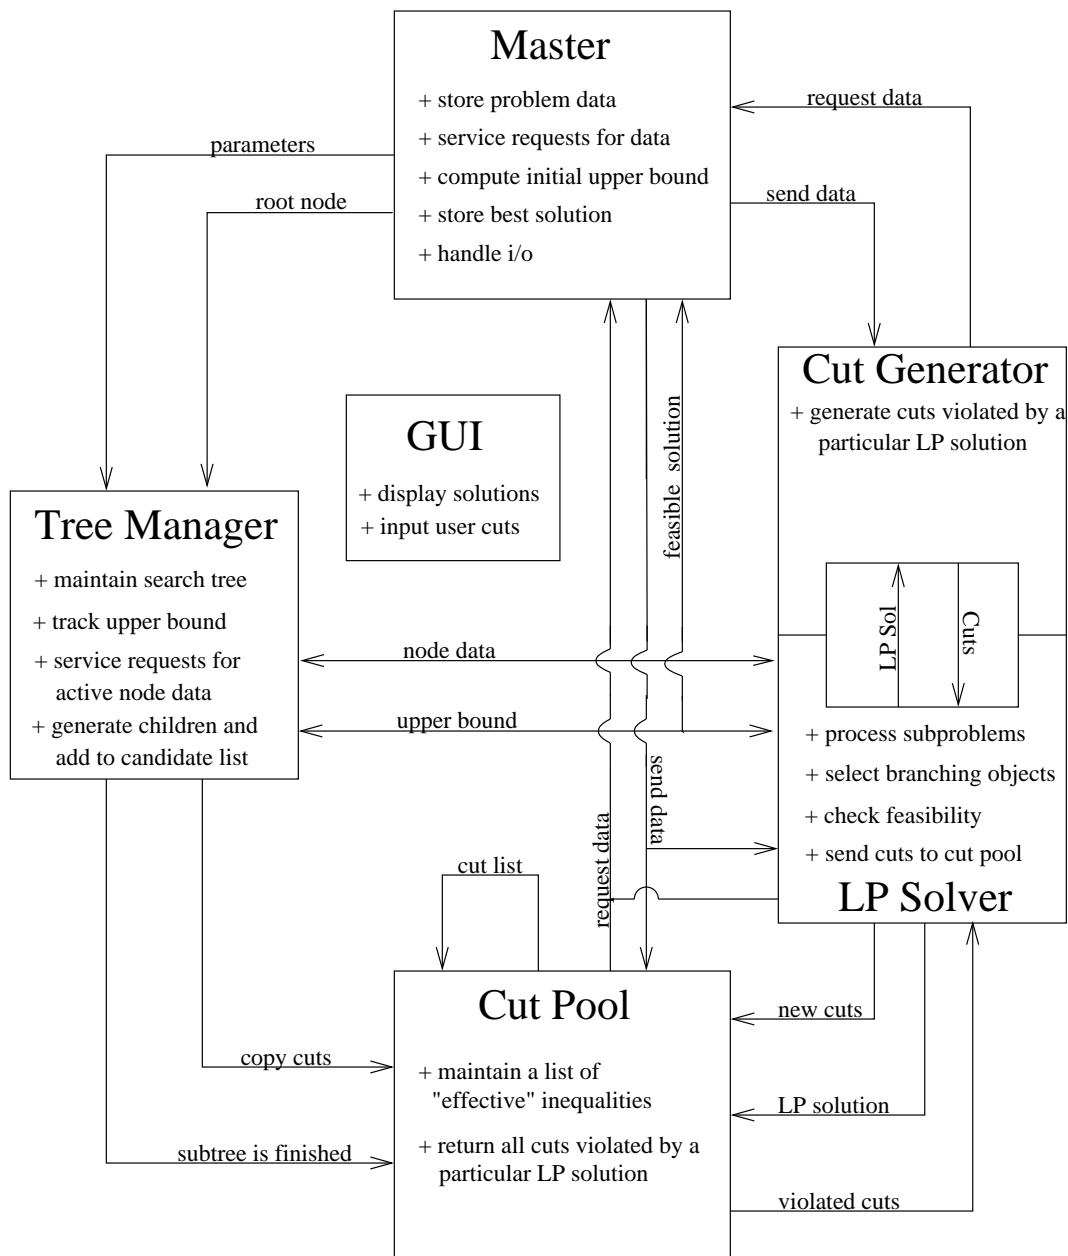 Master
+ store problem data
+ service requests for data
+ compute initial upper bound
+ store best solution
+ handle i/o
request data
send data
parameters
root node
Cut Generator
+ generate cuts violated by a
particular LP solution
GUI
+ display solutions
+ input user cuts
feasible solution
Tree Manager
+ maintain search tree
+ track upper bound
+ service requests for
active node data
+ generate children and
add to candidate list
node data
upper bound
LP Sol
Cuts
+ process subproblems
+ select branching objects
+ check feasibility
+ send cuts to cut pool
LP Solver
send data
request data
cut list
Cut Pool
+ maintain a list of
"effective" inequalities
+ return all cuts violated by a
particular LP solution
copy cuts
subtree is finished
new cuts
LP solution
violated cuts